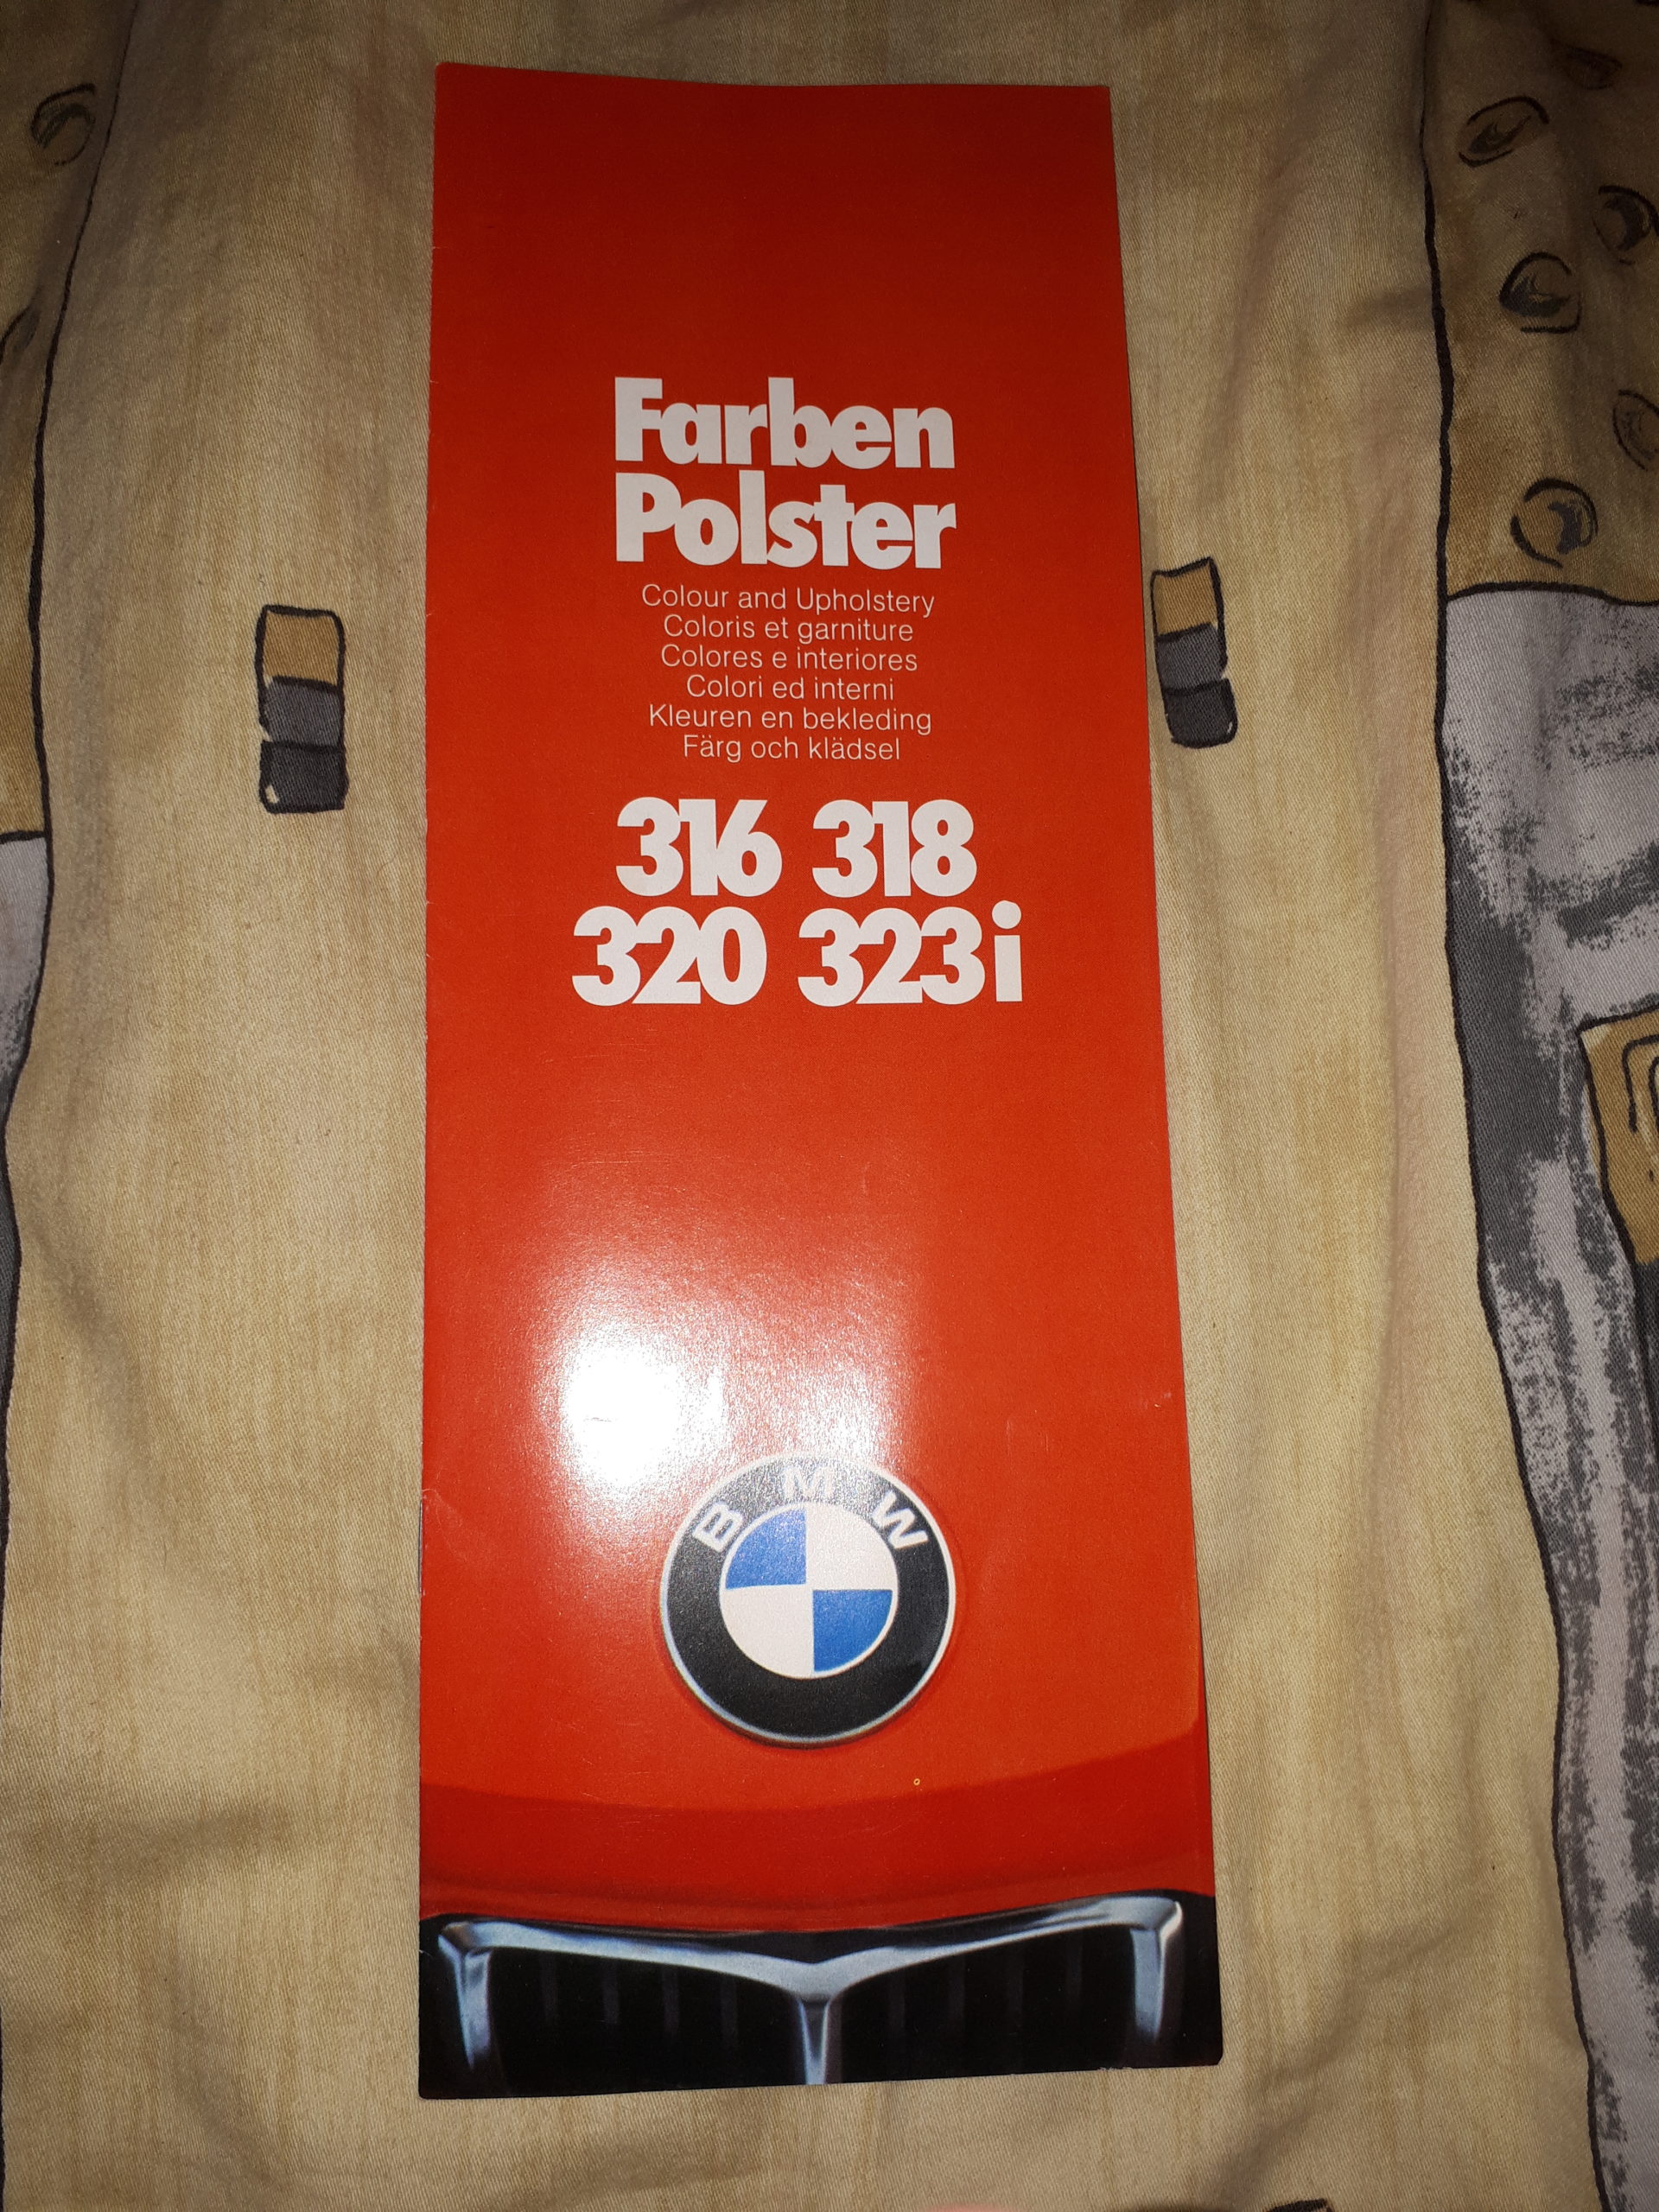 Farben
Polster
Colour and Upholstery
Coloris et garniture
Colores e interiores
Colori ed interni
Kleuren en bekleding
Färg och klädsel
316 318
320 323i
BMW